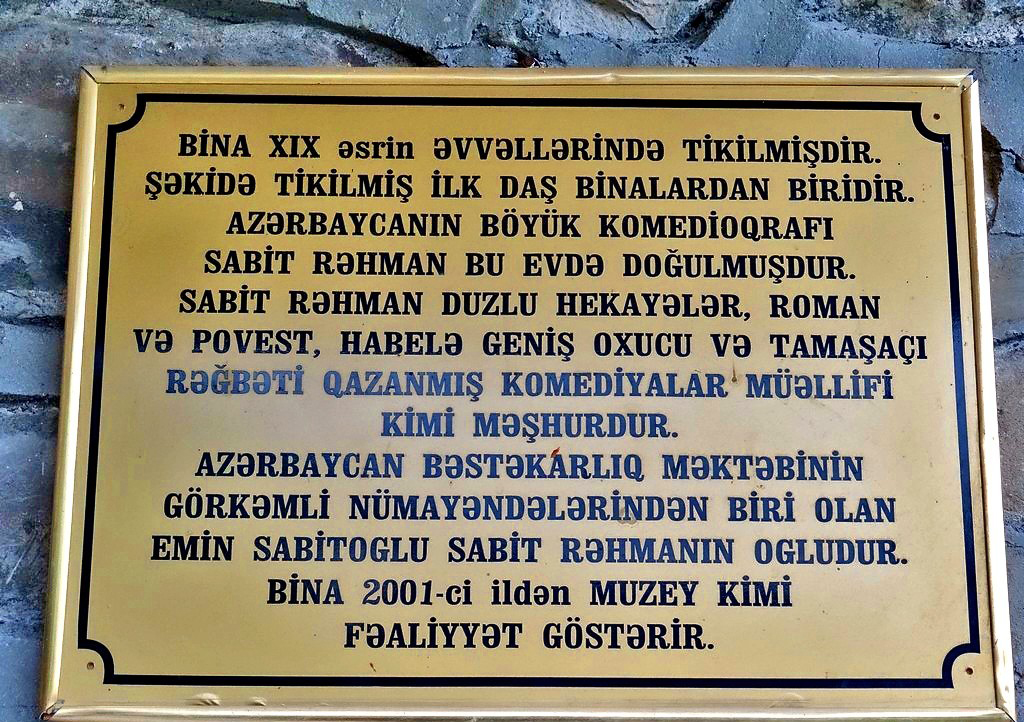 BİNA XIX əsrin ƏVVƏLLƏRİNDƏ TİKİLMİŞDİR.
ŞƏKİDƏ TİKİLMİŞ İLK DAŞ BİNALARDAN BİRİDİR.
AZƏRBAYCANIN BÖYÜK KOMEDİOQRAFI
SABİT RƏHMAN BU EVDƏ DOĞULMUŞDUR.
SABİT RƏHMAN DUZLU HEKAYƏLƏR, ROMAN
VƏ POVEST, HABELƏ GENİŞ OXUCU VƏ TAMAŞAÇI
RƏĞBƏTİ QAZANMIŞ KOMEDİYALAR MÜƏLLİFİ
KİMİ MƏŞHURDUR.
AZƏRBAYCAN BƏSTƏKARLIQ MƏKTƏBİNİN
GÖRKƏMLİ NÜMAYƏNDƏLƏRİNDƏN BİRİ OLAN
EMİN SABİTOGLU SABİT RƏHMANIN OGLUDUR.
BİNA 2001-ci ildən MUZEY KİMİ
FƏALİYYƏT GÖSTƏRİR.